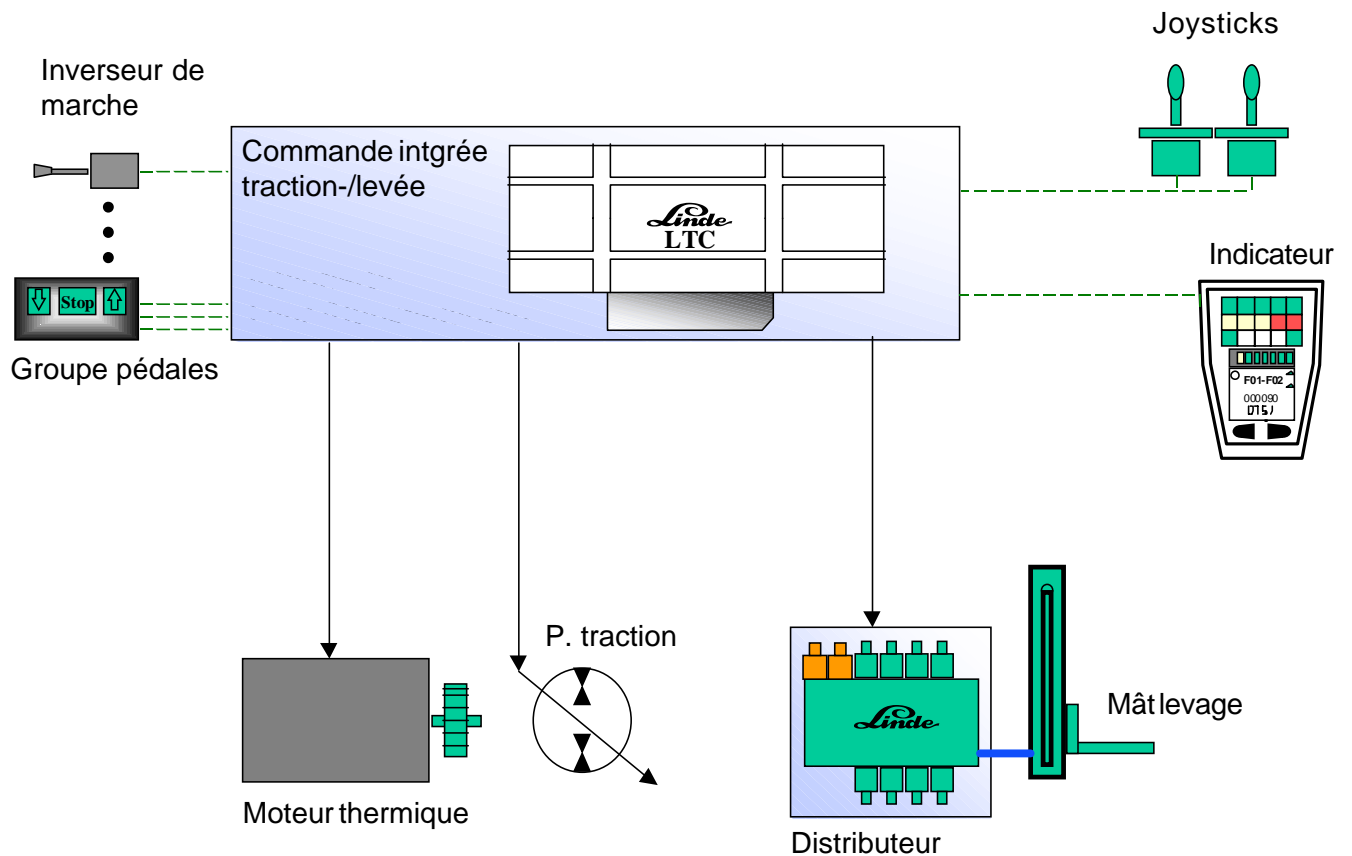 Joysticks
Inverseur de
marche
Commande intgrée
traction-/levée
Linde
LTC
Indicateur
Stop
Groupe pédales
F01-F02
000090
P. traction
Linde
Mât levage
Moteur thermique
Distributeur